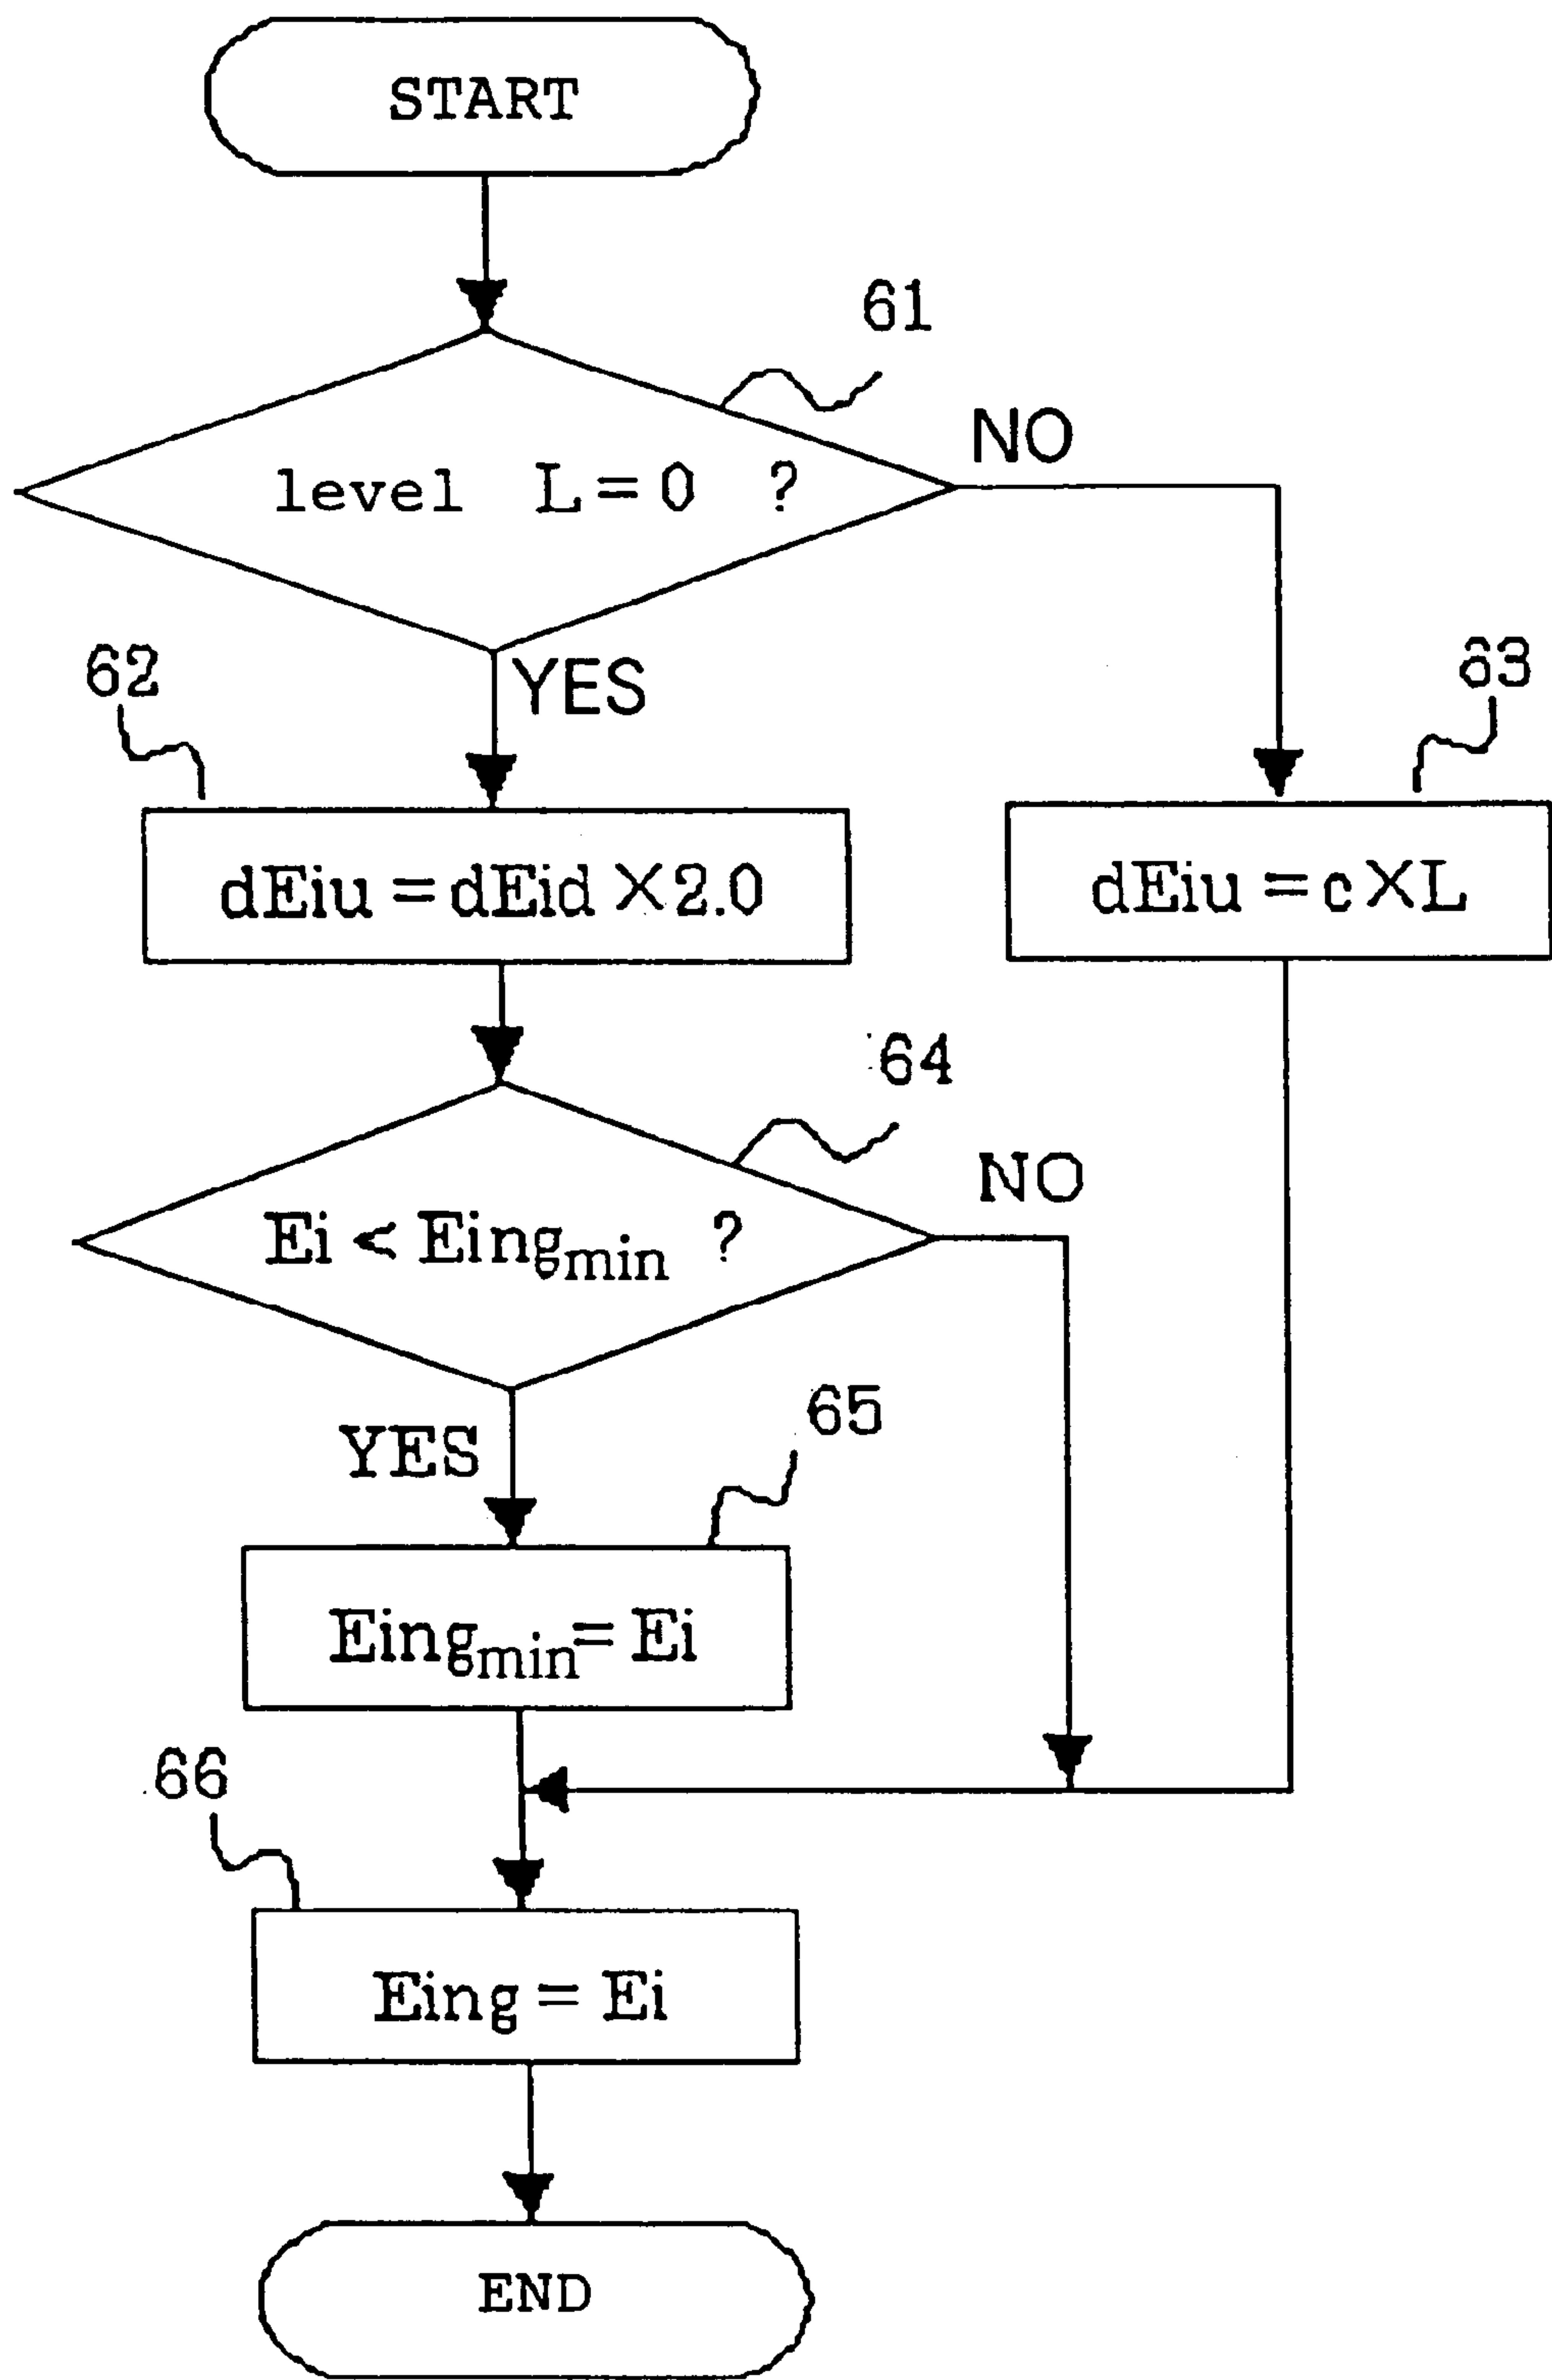 START
61
level L=0 ?
NO
YES
62
63
dEiu=dEid×2.0
dEiu=c×L
64
Ei<Eingmin ?
NO
YES
65
Eingmin=Ei
66
Eing=Ei
END